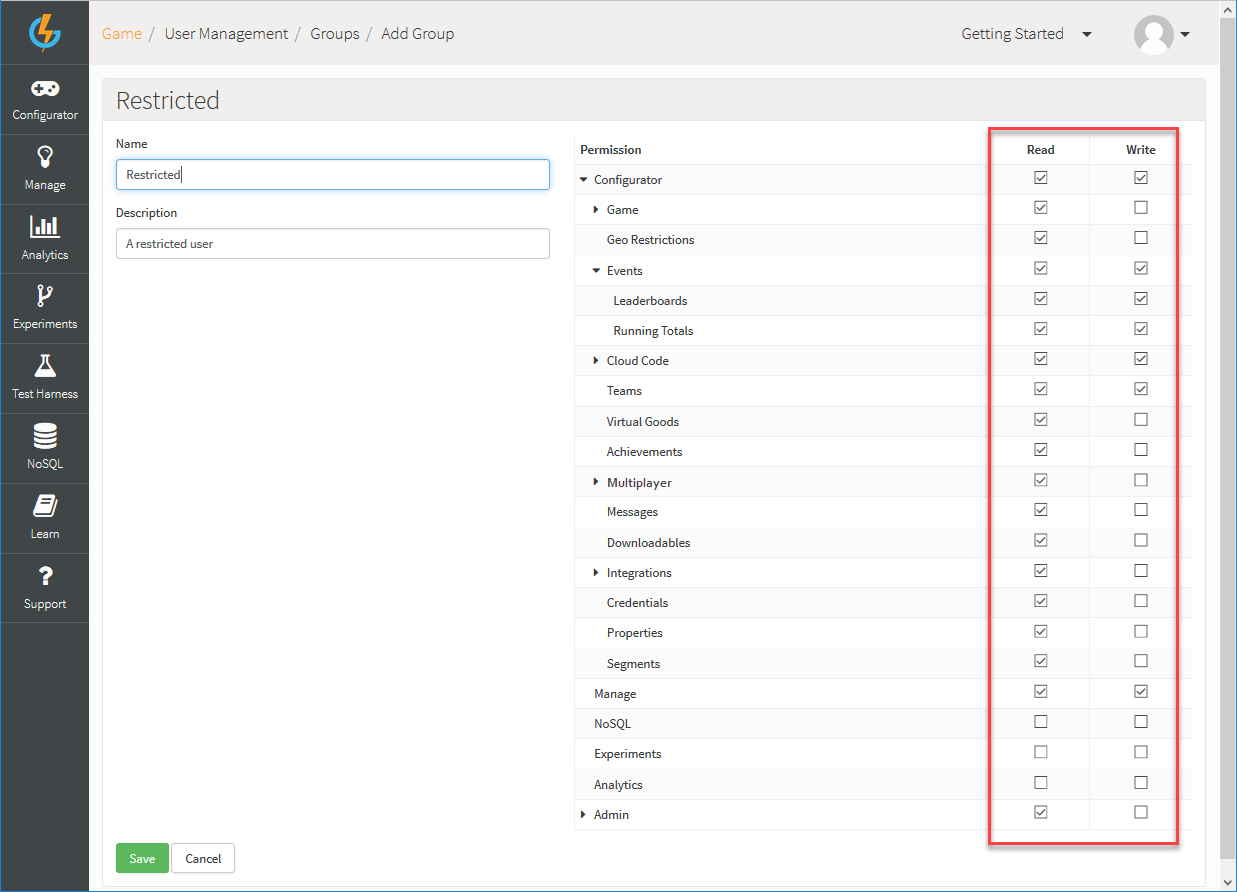 Game / User Management / Groups / Add Group
Getting Started
Configurator
Manage
Analytics
Experiments
Test Harness
NoSQL
Learn
Support
Restricted
Name
Restricted
Description
A restricted user
Save
Cancel
Permission Read Write
Configurator
Game
Geo Restrictions
Events
Leaderboards
Running Totals
Cloud Code
Teams
Virtual Goods
Achievements
Multiplayer
Messages
Downloadables
Integrations
Credentials
Properties
Segments
Manage
NoSQL
Experiments
Analytics
Admin